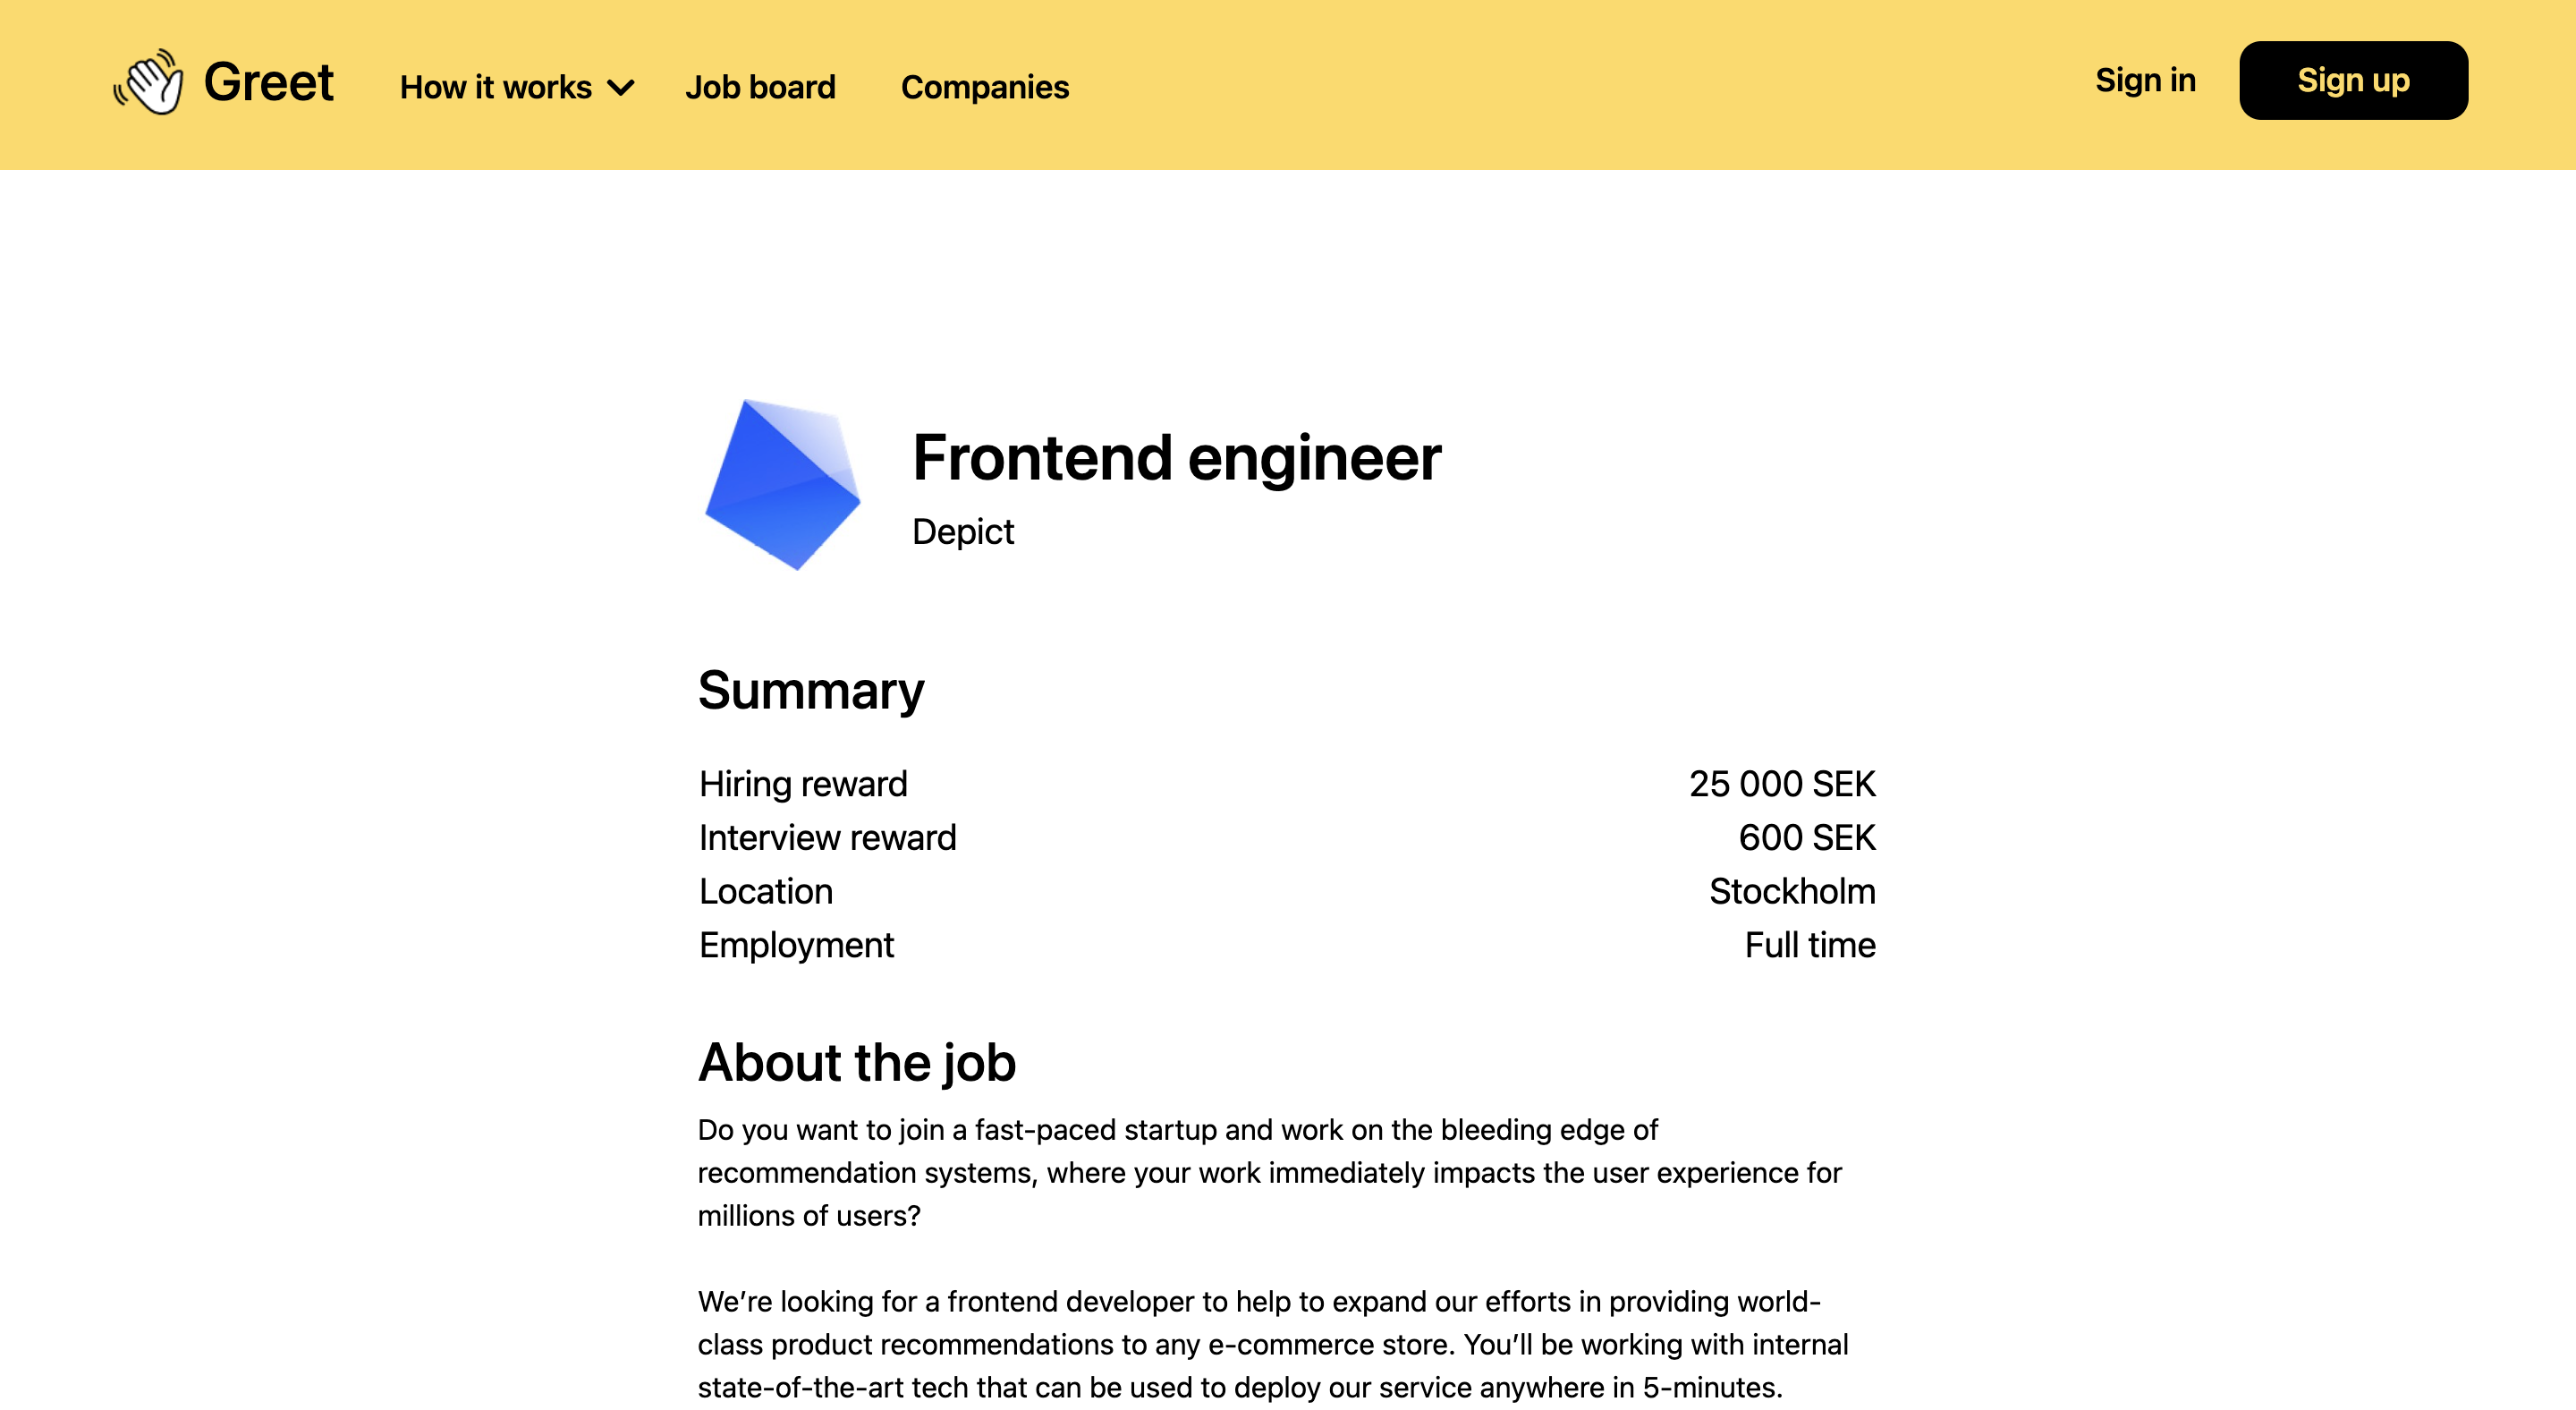 Greet
How it works
Job board
Companies
Sign in
Sign up
Frontend engineer
Depict
Summary
Hiring reward 25 000 SEK
Interview reward 600 SEK
Location Stockholm
Employment Full time
About the job
Do you want to join a fast-paced startup and work on the bleeding edge of
recommendation systems, where your work immediately impacts the user experience for
millions of users?
We’re looking for a frontend developer to help to expand our efforts in providing world-
class product recommendations to any e-commerce store. You’ll be working with internal
state-of-the-art tech that can be used to deploy our service anywhere in 5-minutes.